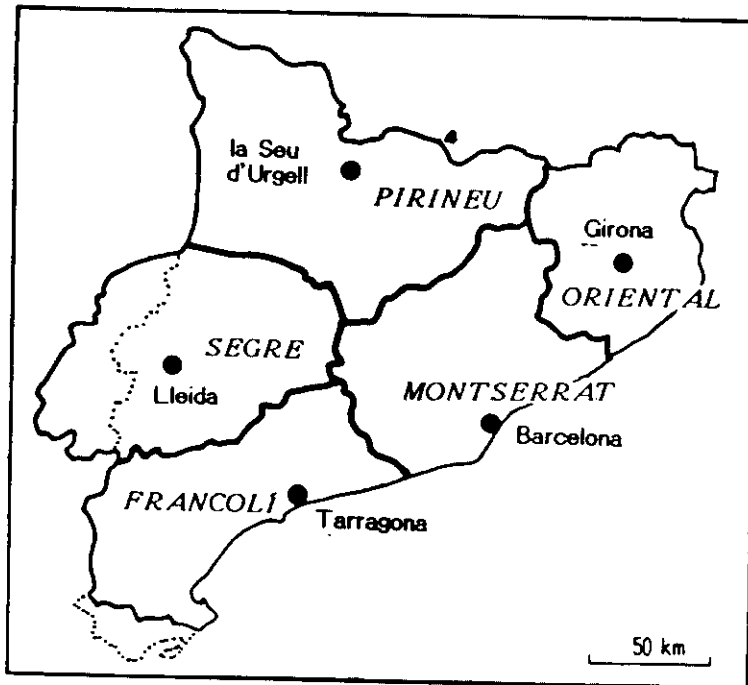 la Seu
d'Urgell
PIRINEU
Girona
ORIENTAL
SEGRE
Lleida
MONTSERRAT
Barcelona
FRANCOLÍ
Tarragona
50 km